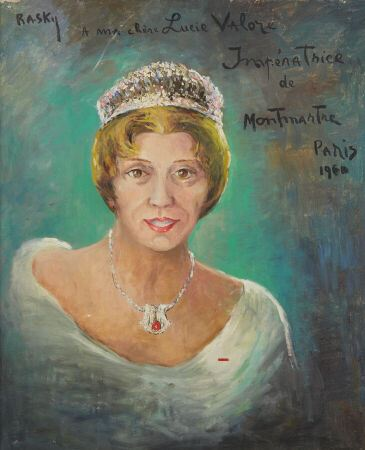 RASKY
A ma chère Lucie Valore
Impératrice
de
Montmartre
Paris
1960